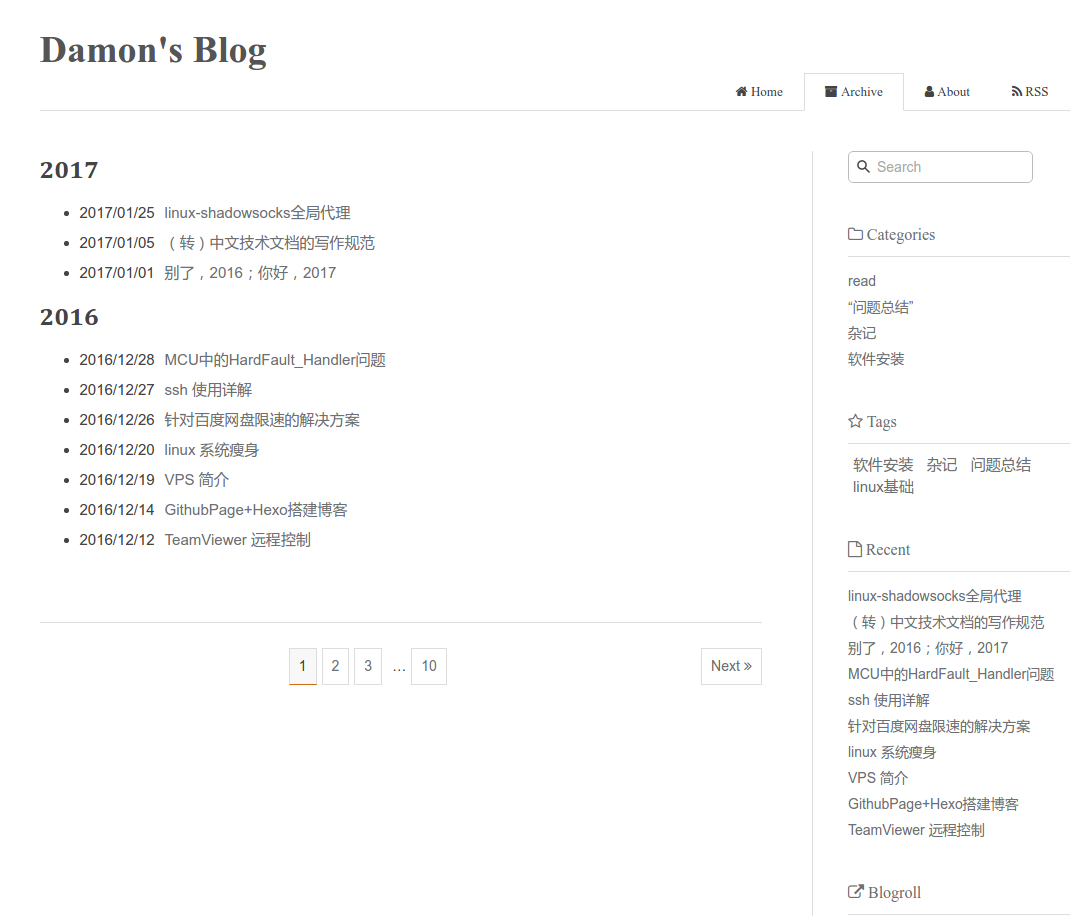 Damon's Blog
Home Archive About RSS
2017
2017/01/25 linux-shadowsocks全局代理
2017/01/05 （转）中文技术文档的写作规范
2017/01/01 别了，2016；你好，2017
2016
2016/12/28 MCU中的HardFault_Handler问题
2016/12/27 ssh 使用详解
2016/12/26 针对百度网盘限速的解决方案
2016/12/20 linux 系统瘦身
2016/12/19 VPS 简介
2016/12/14 GithubPage+Hexo搭建博客
2016/12/12 TeamViewer 远程控制
1 2 3 … 10 Next »
Search
Categories
read
“问题总结”
杂记
软件安装
Tags
软件安装 杂记 问题总结
linux基础
Recent
linux-shadowsocks全局代理
（转）中文技术文档的写作规范
别了，2016；你好，2017
MCU中的HardFault_Handler问题
ssh 使用详解
针对百度网盘限速的解决方案
linux 系统瘦身
VPS 简介
GithubPage+Hexo搭建博客
TeamViewer 远程控制
Blogroll